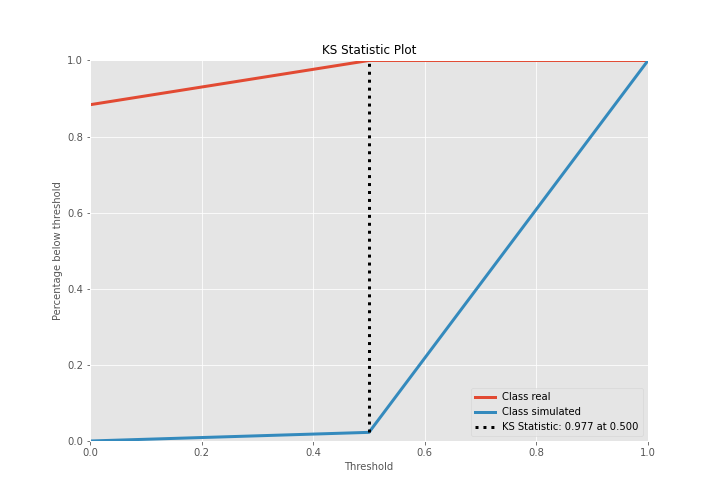 KS Statistic Plot
1.0
0.8
0.6
0.4
0.2
0.0
Percentage below threshold
0.0 0.2 0.4 0.6 0.8 1.0
Threshold
Class real
Class simulated
KS Statistic: 0.977 at 0.500